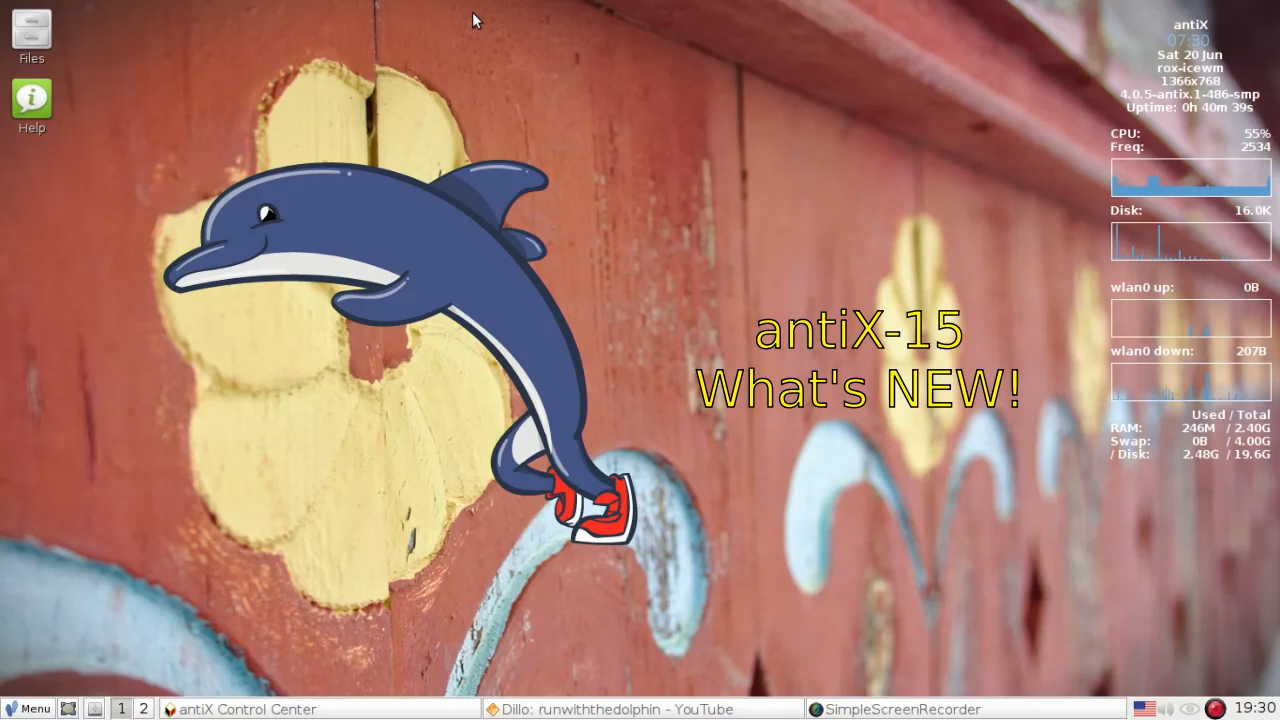 Files
Help
antiX
07:30
Sat 20 Jun
rox-icewm
1366x768
4.0.5-antix.1-486-smp
Uptime: 0h 40m 39s
CPU: 55%
Freq: 2534
Disk: 16.0K
wlan0 up: 0B
wlan0 down: 207B
Used / Total
RAM: 246M / 2.40G
Swap: 0B / 4.00G
/ Disk: 2.48G / 19.6G
antiX-15
What's NEW!
Menu 1 2 antiX Control Center Dillo: runwiththedolphin - YouTube SimpleScreenRecorder 19:30